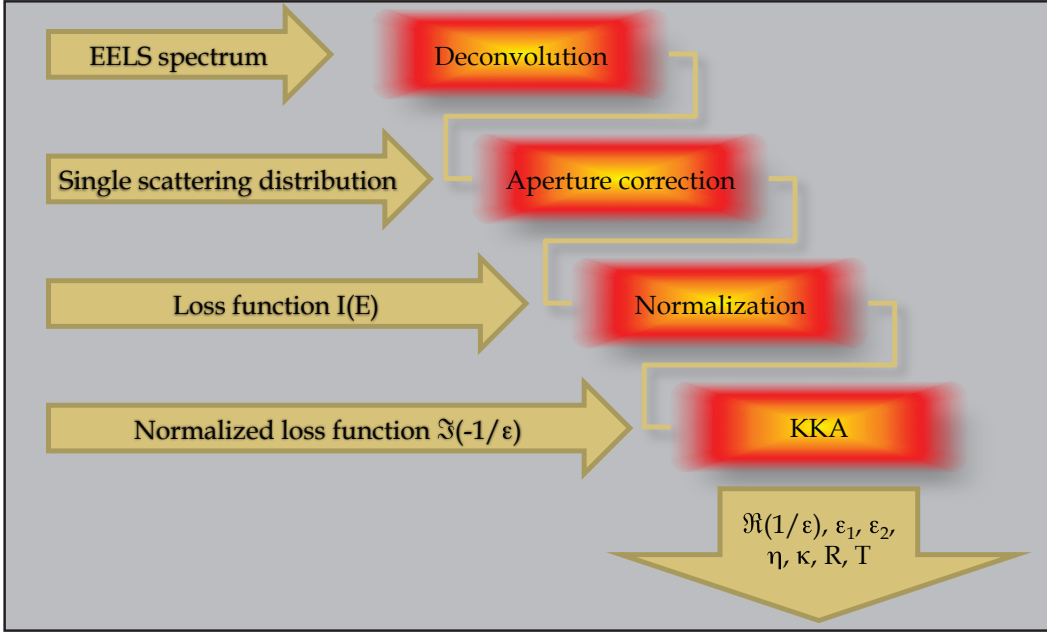 EELS spectrum
Deconvolution
Single scattering distribution
Aperture correction
Loss function I(E)
Normalization
Normalized loss function ℑ(-1/ε)
KKA
ℜ(1/ε), ε₁, ε₂,
η, κ, R, T